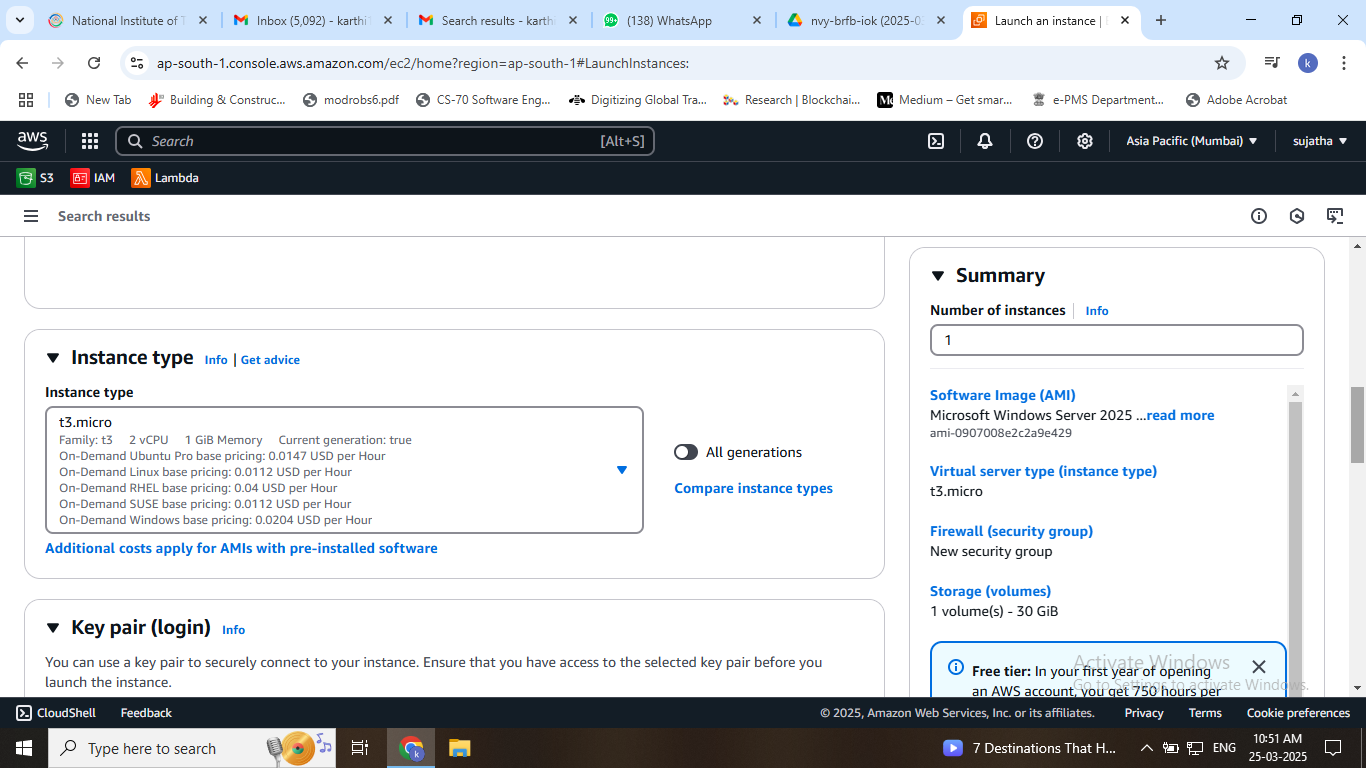 National Institute of T
Inbox (5,092) - karthi
Search results - karthi
(138) WhatsApp
nvy-brfb-iok (2025-0
Launch an instance | E
ap-south-1.console.aws.amazon.com/ec2/home?region=ap-south-1#LaunchInstances:
k
New Tab
Building & Construc...
modrobs6.pdf
CS-70 Software Eng...
Digitizing Global Tra...
Research | Blockchai...
Medium – Get smar...
e-PMS Department...
Adobe Acrobat
aws
Search
[Alt+S]
Asia Pacific (Mumbai)
sujatha
S3
IAM
Lambda
Search results
Instance type Info | Get advice
Instance type
t3.micro
Family: t3 2 vCPU 1 GiB Memory Current generation: true
On-Demand Ubuntu Pro base pricing: 0.0147 USD per Hour
On-Demand Linux base pricing: 0.0112 USD per Hour
On-Demand RHEL base pricing: 0.04 USD per Hour
On-Demand SUSE base pricing: 0.0112 USD per Hour
On-Demand Windows base pricing: 0.0204 USD per Hour
All generations
Compare instance types
Additional costs apply for AMIs with pre-installed software
Key pair (login) Info
You can use a key pair to securely connect to your instance. Ensure that you have access to the selected key pair before you
launch the instance.
Summary
Number of instances Info
1
Software Image (AMI)
Microsoft Windows Server 2025 ...read more
ami-0907008e2c2a9e429
Virtual server type (instance type)
t3.micro
Firewall (security group)
New security group
Storage (volumes)
1 volume(s) - 30 GiB
Free tier: In your first year of opening
an AWS account, you get 750 hours per
Activate Windows
Go to Settings to activate Windows.
CloudShell
Feedback
© 2025, Amazon Web Services, Inc. or its affiliates.
Privacy
Terms
Cookie preferences
Type here to search
7 Destinations That H...
ENG
10:51 AM
25-03-2025